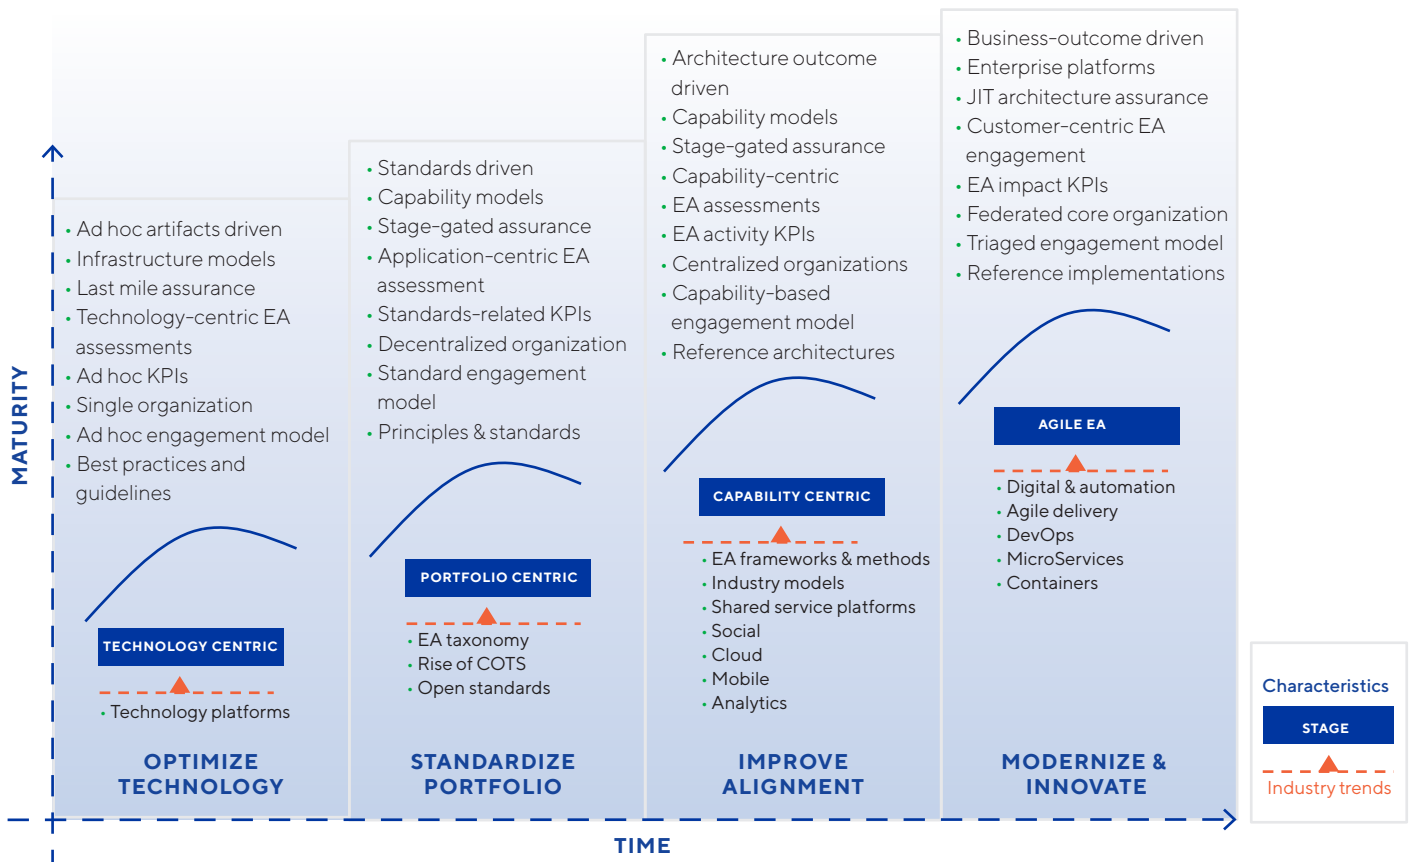 • Ad hoc artifacts driven
• Infrastructure models
• Last mile assurance
• Technology-centric EA
assessments
• Ad hoc KPIs
• Single organization
• Ad hoc engagement model
• Best practices and
guidelines
TECHNOLOGY CENTRIC
• Technology platforms
OPTIMIZE
TECHNOLOGY
• Standards driven
• Capability models
• Stage-gated assurance
• Application-centric EA
assessment
• Standards-related KPIs
• Decentralized organization
• Standard engagement
model
• Principles & standards
PORTFOLIO CENTRIC
• EA taxonomy
• Rise of COTS
• Open standards
STANDARDIZE
PORTFOLIO
• Architecture outcome
driven
• Capability models
• Stage-gated assurance
• Capability-centric
• EA assessments
• EA activity KPIs
• Centralized organizations
• Capability-based
engagement model
• Reference architectures
CAPABILITY CENTRIC
• EA frameworks & methods
• Industry models
• Shared service platforms
• Social
• Cloud
• Mobile
• Analytics
IMPROVE
ALIGNMENT
• Business-outcome driven
• Enterprise platforms
• JIT architecture assurance
• Customer-centric EA
engagement
• EA impact KPIs
• Federated core organization
• Triaged engagement model
• Reference implementations
AGILE EA
• Digital & automation
• Agile delivery
• DevOps
• MicroServices
• Containers
MODERNIZE &
INNOVATE
MATURITY
TIME
Characteristics
STAGE
Industry trends